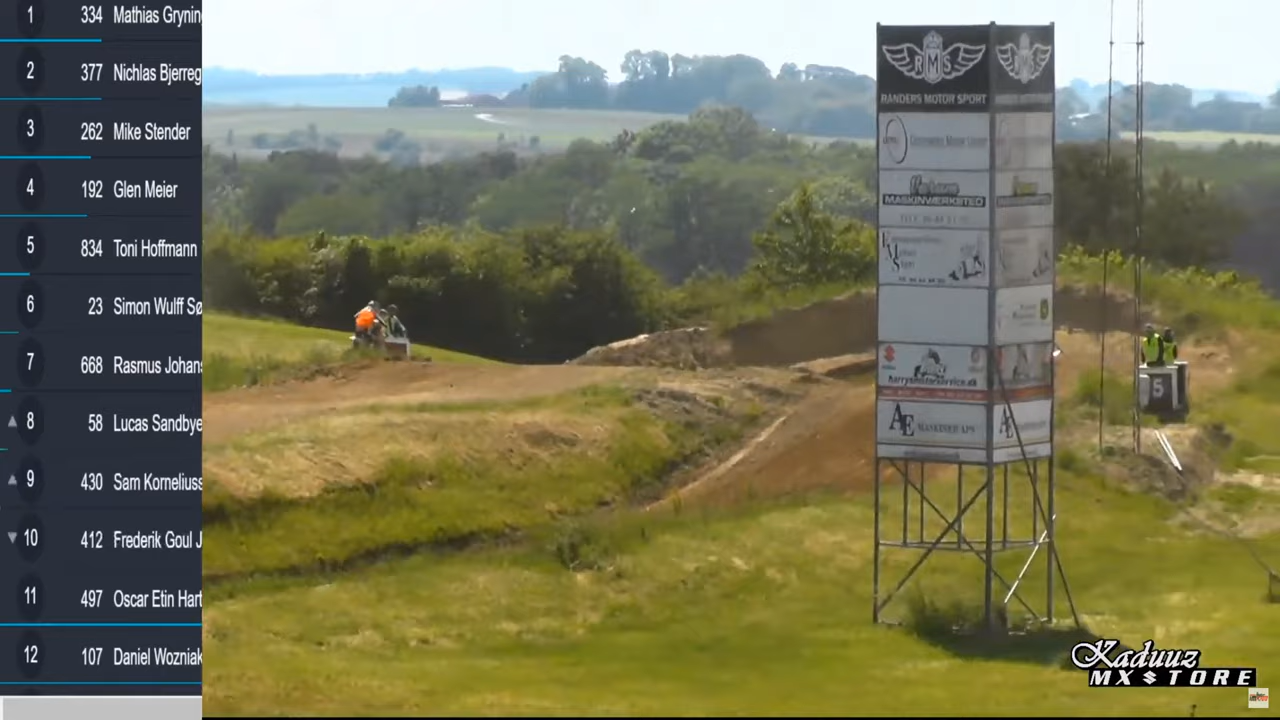 1 334 Mathias Grynin
2 377 Nichlas Bjerreg
3 262 Mike Stender
4 192 Glen Meier
5 834 Toni Hoffmann
6 23 Simon Wulff Sø
7 668 Rasmus Johans
8 58 Lucas Sandbye
9 430 Sam Korneliuss
10 412 Frederik Goul J
11 497 Oscar Etin Hart
12 107 Daniel Wozniak
RMS
RANDERS MOTOR SPORT
MASKINVÆRKSTED
harrysmotorservice.dk
AE MASKINER APS
AE
5
Kaduuz
MX STORE